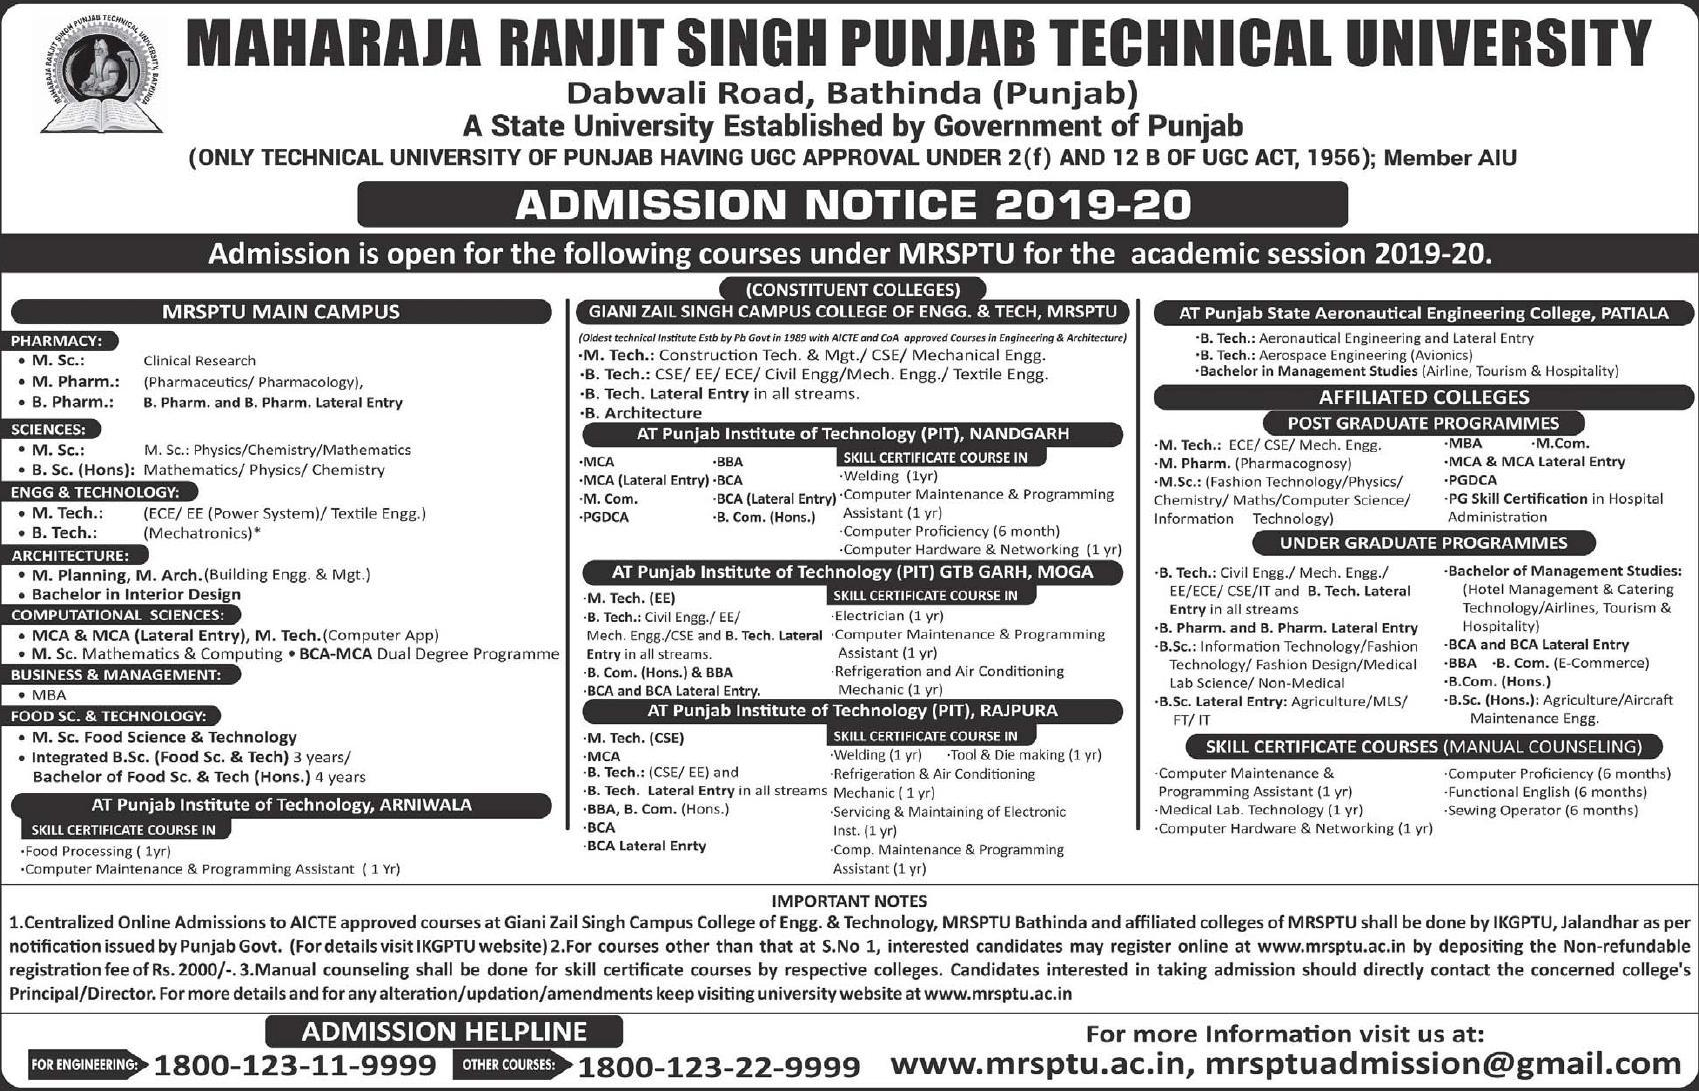 MAHARAJA RANJIT SINGH PUNJAB TECHNICAL UNIVERSITY, BATHINDA
MAHARAJA RANJIT SINGH PUNJAB TECHNICAL UNIVERSITY
Dabwali Road, Bathinda (Punjab)
A State University Established by Government of Punjab
(ONLY TECHNICAL UNIVERSITY OF PUNJAB HAVING UGC APPROVAL UNDER 2(f) AND 12 B OF UGC ACT, 1956); Member AIU
ADMISSION NOTICE 2019-20
Admission is open for the following courses under MRSPTU for the academic session 2019-20.
MRSPTU MAIN CAMPUS
PHARMACY:
• M. Sc.: Clinical Research
• M. Pharm.: (Pharmaceutics/ Pharmacology),
• B. Pharm.: B. Pharm. and B. Pharm. Lateral Entry
SCIENCES:
• M. Sc.: M. Sc.: Physics/Chemistry/Mathematics
• B. Sc. (Hons): Mathematics/ Physics/ Chemistry
ENGG & TECHNOLOGY:
• M. Tech.: (ECE/ EE (Power System)/ Textile Engg.)
• B. Tech.: (Mechatronics)*
ARCHITECTURE:
• M. Planning, M. Arch.(Building Engg. & Mgt.)
• Bachelor in Interior Design
COMPUTATIONAL SCIENCES:
• MCA & MCA (Lateral Entry), M. Tech.(Computer App)
• M. Sc. Mathematics & Computing • BCA-MCA Dual Degree Programme
BUSINESS & MANAGEMENT:
• MBA
FOOD SC. & TECHNOLOGY:
• M. Sc. Food Science & Technology
• Integrated B.Sc. (Food Sc. & Tech) 3 years/
Bachelor of Food Sc. & Tech (Hons.) 4 years
AT Punjab Institute of Technology, ARNIWALA
SKILL CERTIFICATE COURSE IN
·Food Processing ( 1yr)
·Computer Maintenance & Programming Assistant ( 1 Yr)
(CONSTITUENT COLLEGES)
GIANI ZAIL SINGH CAMPUS COLLEGE OF ENGG. & TECH, MRSPTU
(Oldest technical Institute Estb by Pb Govt in 1989 with AICTE and CoA approved Courses in Engineering & Architecture)
·M. Tech.: Construction Tech. & Mgt./ CSE/ Mechanical Engg.
·B. Tech.: CSE/ EE/ ECE/ Civil Engg/Mech. Engg./ Textile Engg.
·B. Tech. Lateral Entry in all streams.
·B. Architecture
AT Punjab Institute of Technology (PIT), NANDGARH
·MCA ·BBA
·MCA (Lateral Entry) ·BCA
·M. Com. ·BCA (Lateral Entry)
·PGDCA ·B. Com. (Hons.)
SKILL CERTIFICATE COURSE IN
·Welding (1yr)
·Computer Maintenance & Programming
Assistant (1 yr)
·Computer Proficiency (6 month)
·Computer Hardware & Networking (1 yr)
AT Punjab Institute of Technology (PIT) GTB GARH, MOGA
·M. Tech. (EE)
·B. Tech.: Civil Engg./ EE/
Mech. Engg./CSE and B. Tech. Lateral
Entry in all streams.
·B. Com. (Hons.) & BBA
·BCA and BCA Lateral Entry.
SKILL CERTIFICATE COURSE IN
·Electrician (1 yr)
·Computer Maintenance & Programming
Assistant (1 yr)
·Refrigeration and Air Conditioning
Mechanic (1 yr)
AT Punjab Institute of Technology (PIT), RAJPURA
·M. Tech. (CSE)
·MCA
·B. Tech.: (CSE/ EE) and
·B. Tech. Lateral Entry in all streams
·BBA, B. Com. (Hons.)
·BCA
·BCA Lateral Enrty
SKILL CERTIFICATE COURSE IN
·Welding (1 yr) ·Tool & Die making (1 yr)
·Refrigeration & Air Conditioning
Mechanic ( 1 yr)
·Servicing & Maintaining of Electronic
Inst. (1 yr)
·Comp. Maintenance & Programming
Assistant (1 yr)
AT Punjab State Aeronautical Engineering College, PATIALA
·B. Tech.: Aeronautical Engineering and Lateral Entry
·B. Tech.: Aerospace Engineering (Avionics)
·Bachelor in Management Studies (Airline, Tourism & Hospitality)
AFFILIATED COLLEGES
POST GRADUATE PROGRAMMES
·M. Tech.: ECE/ CSE/ Mech. Engg.
·M. Pharm. (Pharmacognosy)
·M.Sc.: (Fashion Technology/Physics/
Chemistry/ Maths/Computer Science/
Information Technology)
·MBA ·M.Com.
·MCA & MCA Lateral Entry
·PGDCA
·PG Skill Certification in Hospital
Administration
UNDER GRADUATE PROGRAMMES
·B. Tech.: Civil Engg./ Mech. Engg./
EE/ECE/ CSE/IT and B. Tech. Lateral
Entry in all streams
·B. Pharm. and B. Pharm. Lateral Entry
·B.Sc.: Information Technology/Fashion
Technology/ Fashion Design/Medical
Lab Science/ Non-Medical
·B.Sc. Lateral Entry: Agriculture/MLS/
FT/ IT
·Bachelor of Management Studies:
(Hotel Management & Catering
Technology/Airlines, Tourism &
Hospitality)
·BCA and BCA Lateral Entry
·BBA ·B. Com. (E-Commerce)
·B.Com. (Hons.)
·B.Sc. (Hons.): Agriculture/Aircraft
Maintenance Engg.
SKILL CERTIFICATE COURSES (MANUAL COUNSELING)
·Computer Maintenance &
Programming Assistant (1 yr)
·Medical Lab. Technology (1 yr)
·Computer Hardware & Networking (1 yr)
·Computer Proficiency (6 months)
·Functional English (6 months)
·Sewing Operator (6 months)
IMPORTANT NOTES
1.Centralized Online Admissions to AICTE approved courses at Giani Zail Singh Campus College of Engg. & Technology, MRSPTU Bathinda and affiliated colleges of MRSPTU shall be done by IKGPTU, Jalandhar as per
notification issued by Punjab Govt. (For details visit IKGPTU website) 2.For courses other than that at S.No 1, interested candidates may register online at www.mrsptu.ac.in by depositing the Non-refundable
registration fee of Rs. 2000/-. 3.Manual counseling shall be done for skill certificate courses by respective colleges. Candidates interested in taking admission should directly contact the concerned college's
Principal/Director. For more details and for any alteration/updation/amendments keep visiting university website at www.mrsptu.ac.in
ADMISSION HELPLINE
FOR ENGINEERING: 1800-123-11-9999 OTHER COURSES: 1800-123-22-9999
For more Information visit us at:
www.mrsptu.ac.in, mrsptuadmission@gmail.com